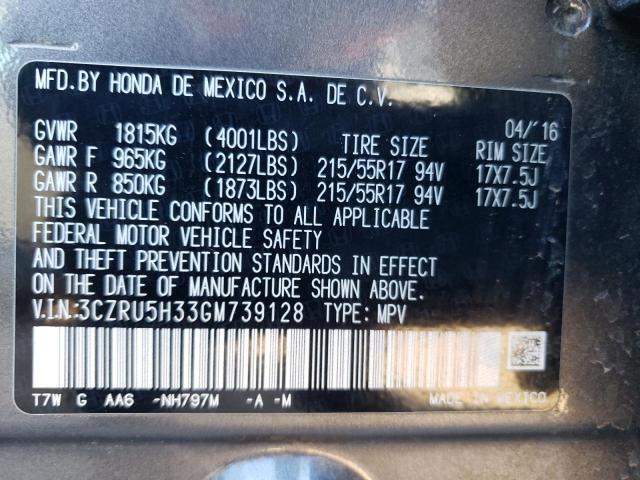 MFD.BY HONDA DE MEXICO S.A. DE C.V.
04/'16
GVWR 1815KG (4001LBS) TIRE SIZE RIM SIZE
GAWR F 965KG (2127LBS) 215/55R17 94V 17X7.5J
GAWR R 850KG (1873LBS) 215/55R17 94V 17X7.5J
THIS VEHICLE CONFORMS TO ALL APPLICABLE
FEDERAL MOTOR VEHICLE SAFETY
AND THEFT PREVENTION STANDARDS IN EFFECT
ON THE DATE OF MANUFACTURE SHOWN ABOVE.
V.I.N.:3CZRU5H33GM739128 TYPE: MPV
T7W G AA6 -NH797M -A -M MADE IN MEXICO